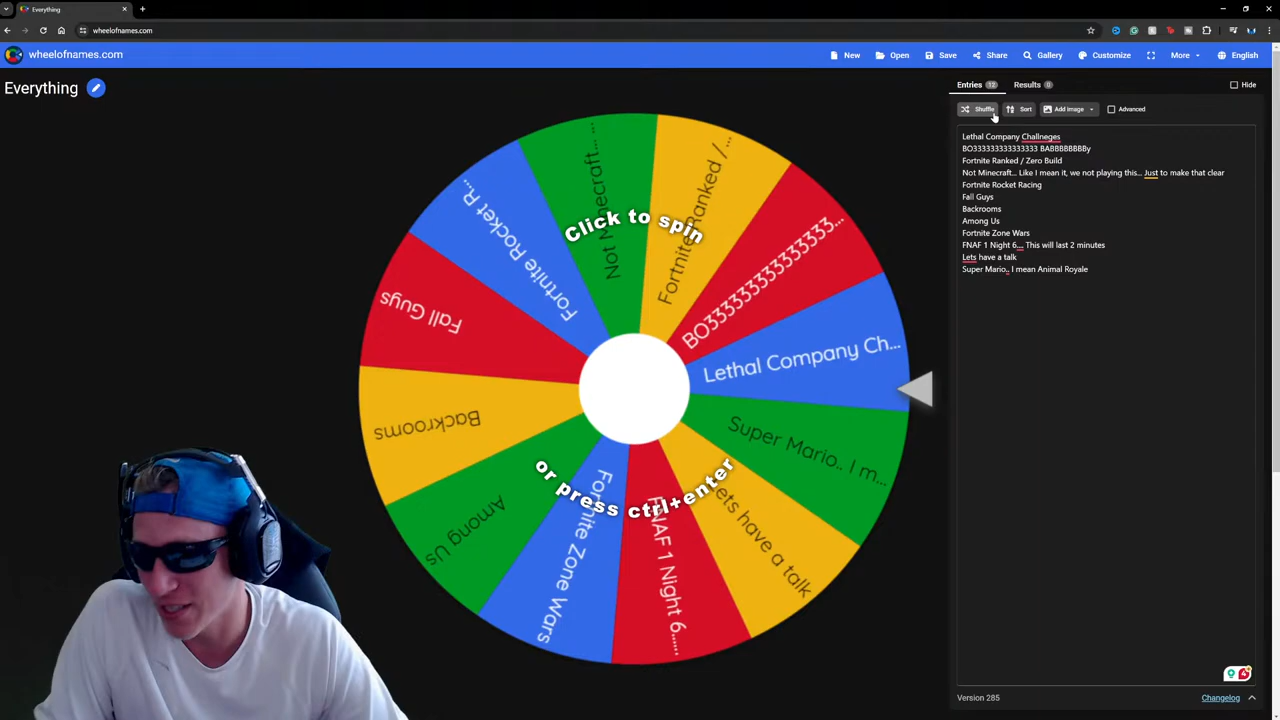 Everything
wheelofnames.com
wheelofnames.com
New
Open
Save
Share
Gallery
Customize
More
English
Everything
Entries 12
Results 0
Hide
Shuffle
Sort
Add image
Advanced
Lethal Company Challneges
Fortnite Ranked / Zero Build
Not Minecraft... Like I mean it, we not playing this... Just to make that clear
Fortnite Rocket Racing
Fall Guys
Backrooms
Among Us
Fortnite Zone Wars
FNAF 1 Night 6.... This will last 2 minutes
Lets have a talk
Super Mario.. I mean Animal Royale
Click to spin
or press ctrl+enter
Not Minecraft... ...
Fortnite Ranked /...
Lethal Company Ch...
Super Mario.. I m...
Lets have a talk
FNAF 1 Night 6......
Fortnite Zone Wars
Among Us
Backrooms
Fall Guys
Fortnite Rocket R...
Version 285
Changelog